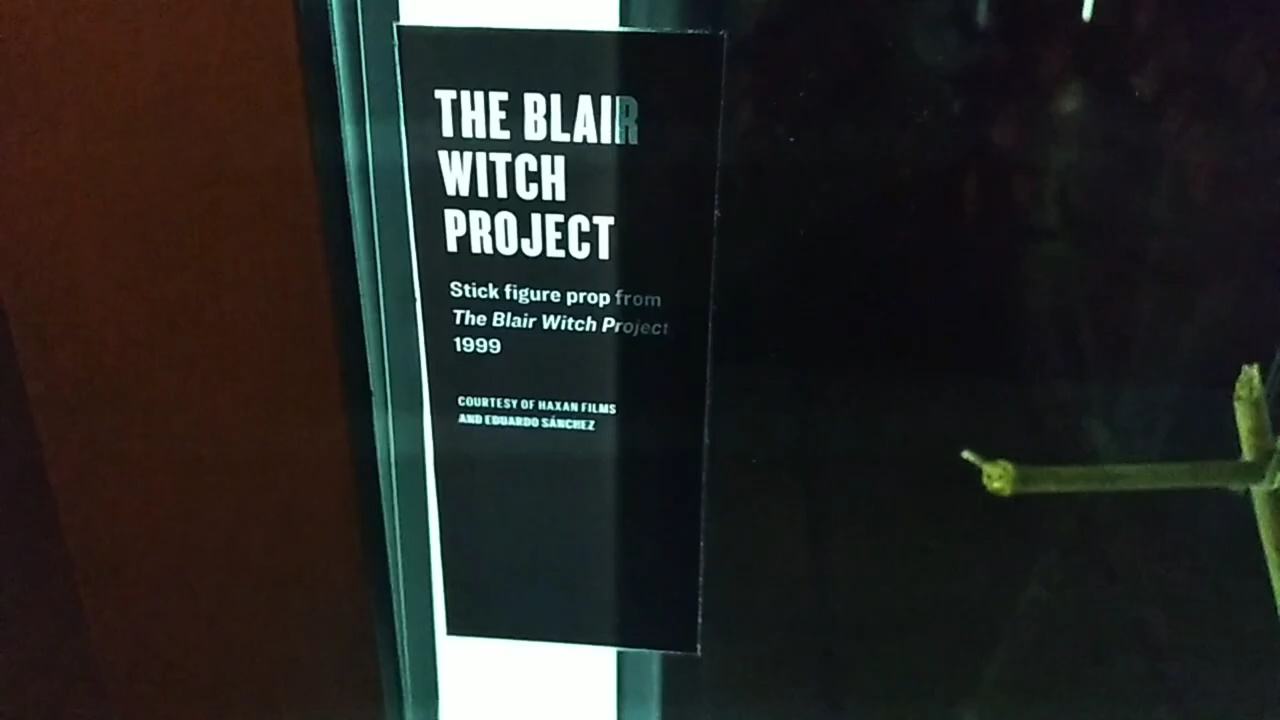 THE BLAIR
WITCH
PROJECT
Stick figure prop from
The Blair Witch Project
1999
COURTESY OF HAXAN FILMS
AND EDUARDO SÁNCHEZ